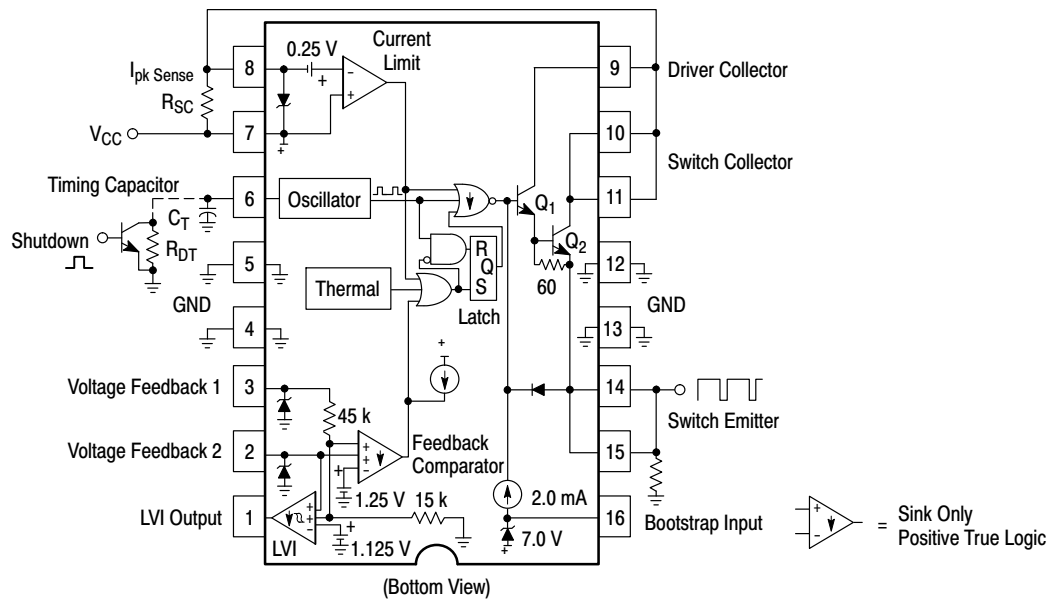 0.25 V
Current
Limit
Ipk Sense
8
9
Driver Collector
RSC
VCC
7
10
Switch Collector
Timing Capacitor
6
Oscillator
11
Q1
CT
Shutdown
RDT
5
Q2
R
Q
S
60
12
Thermal
Latch
GND
GND
4
13
Voltage Feedback 1
3
14
Switch Emitter
45 k
Voltage Feedback 2
2
Feedback
Comparator
15
1.25 V
15 k
2.0 mA
LVI Output
1
16
Bootstrap Input
LVI
1.125 V
7.0 V
= Sink Only
Positive True Logic
(Bottom View)